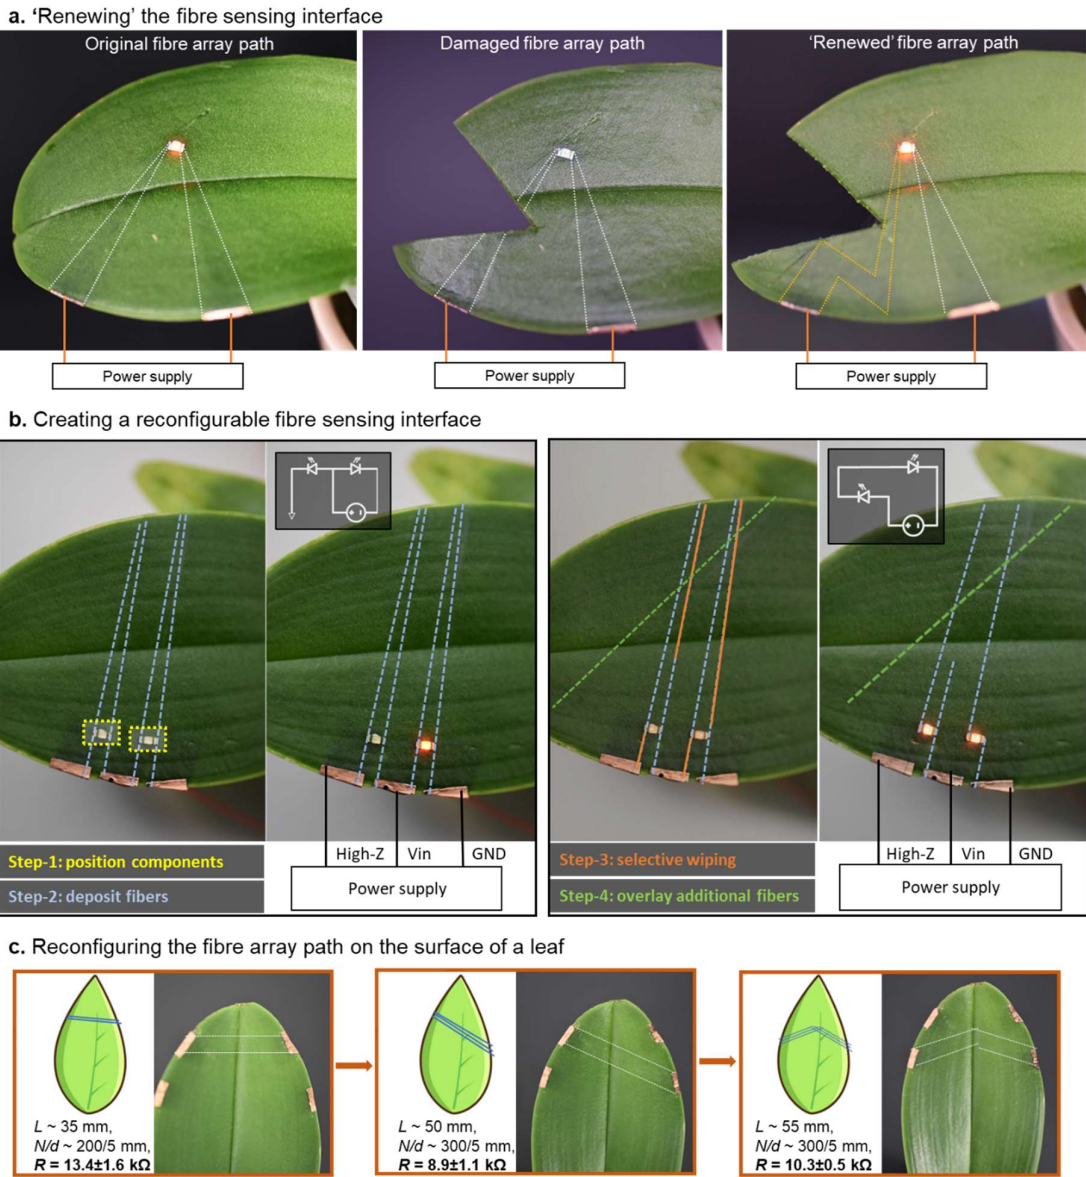 a. ‘Renewing’ the fibre sensing interface
Original fibre array path
Damaged fibre array path
‘Renewed’ fibre array path
Power supply
Power supply
Power supply
b. Creating a reconfigurable fibre sensing interface
High-Z Vin GND
Power supply
Step-1: position components
Step-2: deposit fibers
High-Z Vin GND
Power supply
Step-3: selective wiping
Step-4: overlay additional fibers
c. Reconfiguring the fibre array path on the surface of a leaf
L ~ 35 mm,
N/d ~ 200/5 mm,
R = 13.4±1.6 kΩ
L ~ 50 mm,
N/d ~ 300/5 mm,
R = 8.9±1.1 kΩ
L ~ 55 mm,
N/d ~ 300/5 mm,
R = 10.3±0.5 kΩ